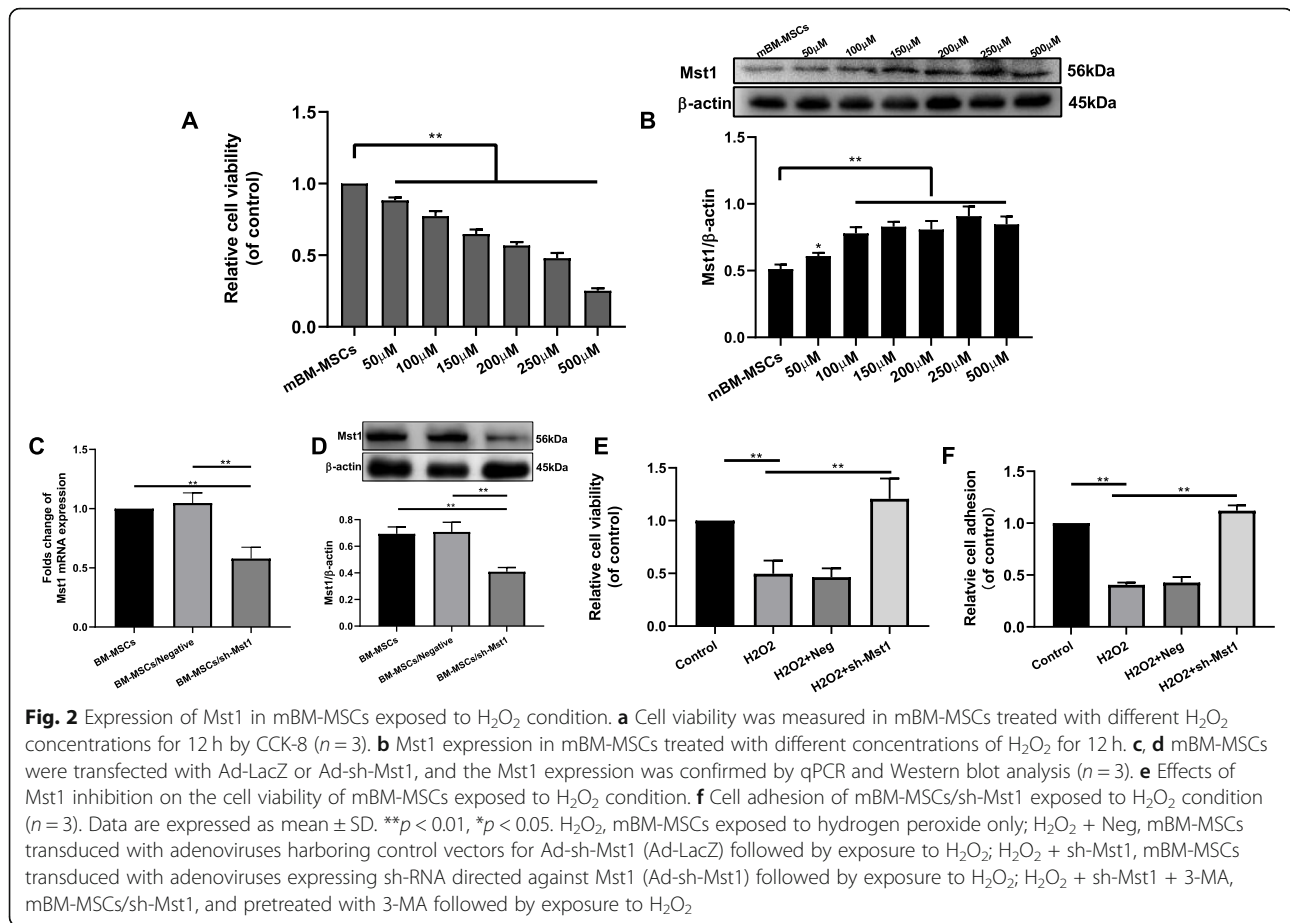 mBM-MSCs 50μM 100μM 150μM 200μM 250μM 500μM
Mst1 56kDa
β-actin 45kDa
A
Relative cell viability
(of control)
1.5
1.0
0.5
0.0
**
mBM-MSCs 50μM 100μM 150μM 200μM 250μM 500μM
B
Mst1/β-actin
1.5
1.0
0.5
0.0
**
*
mBM-MSCs 50μM 100μM 150μM 200μM 250μM 500μM
C
Folds change of
Mst1 mRNA expression
1.5
1.0
0.5
0.0
**
**
BM-MSCs BM-MSCs/Negative BM-MSCs/sh-Mst1
D
Mst1 56kDa
β-actin 45kDa
Mst1/β-actin
0.8
0.6
0.4
0.2
0.0
**
**
BM-MSCs BM-MSCs/Negative BM-MSCs/sh-Mst1
E
Relative cell viability
(of control)
1.5
1.0
0.5
0.0
**
**
Control H2O2 H2O2+Neg H2O2+sh-Mst1
F
Relatvie cell adhesion
(of control)
1.5
1.0
0.5
0.0
**
**
Control H2O2 H2O2+Neg H2O2+sh-Mst1
Fig. 2 Expression of Mst1 in mBM-MSCs exposed to H₂O₂ condition. a Cell viability was measured in mBM-MSCs treated with different H₂O₂
concentrations for 12 h by CCK-8 (n = 3). b Mst1 expression in mBM-MSCs treated with different concentrations of H₂O₂ for 12 h. c, d mBM-MSCs
were transfected with Ad-LacZ or Ad-sh-Mst1, and the Mst1 expression was confirmed by qPCR and Western blot analysis (n = 3). e Effects of
Mst1 inhibition on the cell viability of mBM-MSCs exposed to H₂O₂ condition. f Cell adhesion of mBM-MSCs/sh-Mst1 exposed to H₂O₂ condition
(n = 3). Data are expressed as mean ± SD. **p < 0.01, *p < 0.05. H₂O₂, mBM-MSCs exposed to hydrogen peroxide only; H₂O₂ + Neg, mBM-MSCs
transduced with adenoviruses harboring control vectors for Ad-sh-Mst1 (Ad-LacZ) followed by exposure to H₂O₂; H₂O₂ + sh-Mst1, mBM-MSCs
transduced with adenoviruses expressing sh-RNA directed against Mst1 (Ad-sh-Mst1) followed by exposure to H₂O₂; H₂O₂ + sh-Mst1 + 3-MA,
mBM-MSCs/sh-Mst1, and pretreated with 3-MA followed by exposure to H₂O₂